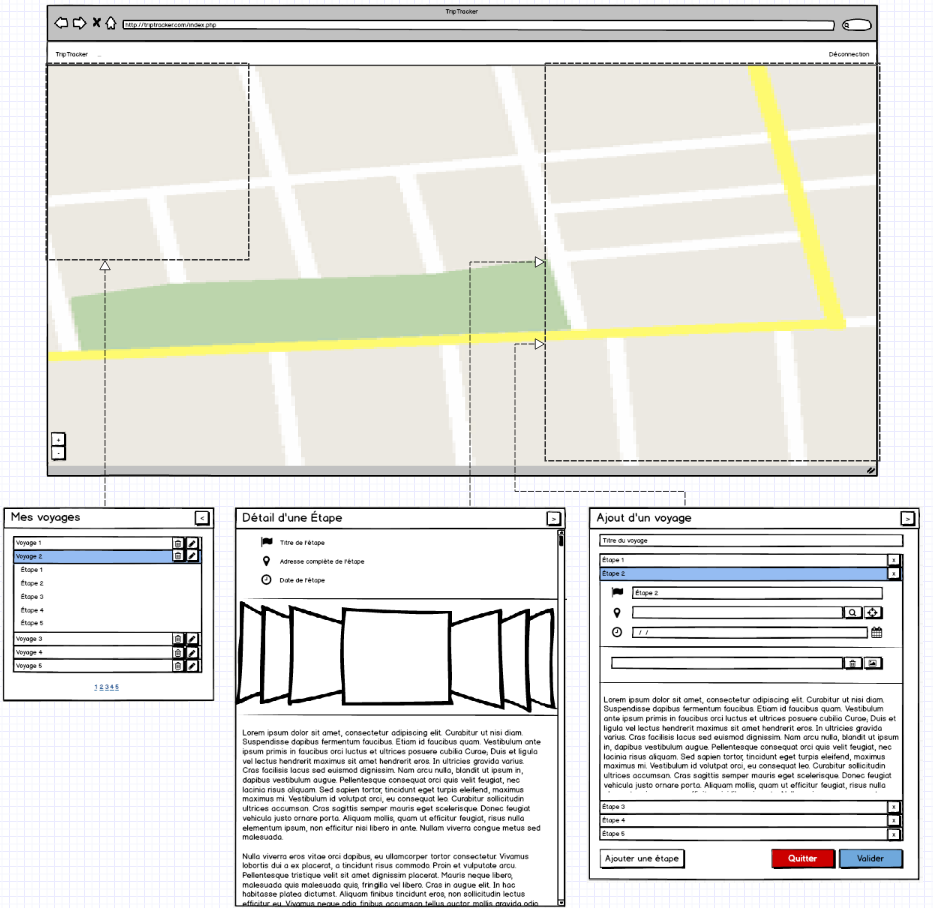 TripTracker
http://triptracker.com/index.php
TripTracker
Déconnection
+
-
Mes voyages
<
Voyage 1
Voyage 2
Étape 1
Étape 2
Étape 3
Étape 4
Étape 5
Voyage 3
Voyage 4
Voyage 5
1 2 3 4 5
Détail d'une Étape
>
Titre de l'étape
Adresse complète de l'étape
Date de l'étape
Lorem ipsum dolor sit amet, consectetur adipiscing elit. Curabitur ut nisi diam.
Suspendisse dapibus fermentum faucibus. Etiam id faucibus quam. Vestibulum ante
ipsum primis in faucibus orci luctus et ultrices posuere cubilia Curae; Duis et ligula
vel lectus hendrerit maximus sit amet hendrerit eros. In ultricies gravida varius.
Cras facilisis lacus sed euismod dignissim. Nam arcu nulla, blandit ut ipsum in,
dapibus vestibulum augue. Pellentesque consequat orci quis velit feugiat, nec
lacinia risus aliquam. Sed sapien tortor, tincidunt eget turpis eleifend, maximus
maximus mi. Vestibulum id volutpat orci, eu consequat leo. Curabitur sollicitudin
ultrices accumsan. Cras sagittis semper mauris eget scelerisque. Donec feugiat
vehicula justo ornare porta. Aliquam mollis, quam ut efficitur feugiat, risus nulla
elementum ipsum, non efficitur nisi libero in ante. Nullam viverra congue metus sed
malesuada.
Nulla viverra eros vitae orci dapibus, eu ullamcorper tortor consectetur. Vivamus
lobortis dui a ex placerat, a tincidunt risus commodo. Proin et vulputate arcu.
Pellentesque tristique velit sit amet dignissim placerat. Mauris neque libero,
malesuada quis malesuada quis, fringilla vel libero. Cras in augue elit. In hac
habitasse platea dictumst. Aliquam finibus tincidunt eros, non sollicitudin lectus
efficitur eu. Vivamus neque odio, finibus accumsan tellus auctor, mollis gravida odio.
Ajout d'un voyage
>
Titre du voyage
Étape 1
x
Étape 2
x
Étape 2
/ /
Lorem ipsum dolor sit amet, consectetur adipiscing elit. Curabitur ut nisi diam.
Suspendisse dapibus fermentum faucibus. Etiam id faucibus quam. Vestibulum
ante ipsum primis in faucibus orci luctus et ultrices posuere cubilia Curae; Duis et
ligula vel lectus hendrerit maximus sit amet hendrerit eros. In ultricies gravida
varius. Cras facilisis lacus sed euismod dignissim. Nam arcu nulla, blandit ut ipsum
in, dapibus vestibulum augue. Pellentesque consequat orci quis velit feugiat, nec
lacinia risus aliquam. Sed sapien tortor, tincidunt eget turpis eleifend, maximus
maximus mi. Vestibulum id volutpat orci, eu consequat leo. Curabitur sollicitudin
ultrices accumsan. Cras sagittis semper mauris eget scelerisque. Donec feugiat
vehicula justo ornare porta. Aliquam mollis, quam ut efficitur feugiat, risus nulla
Étape 3
x
Étape 4
x
Étape 5
x
Ajouter une étape
Quitter
Valider